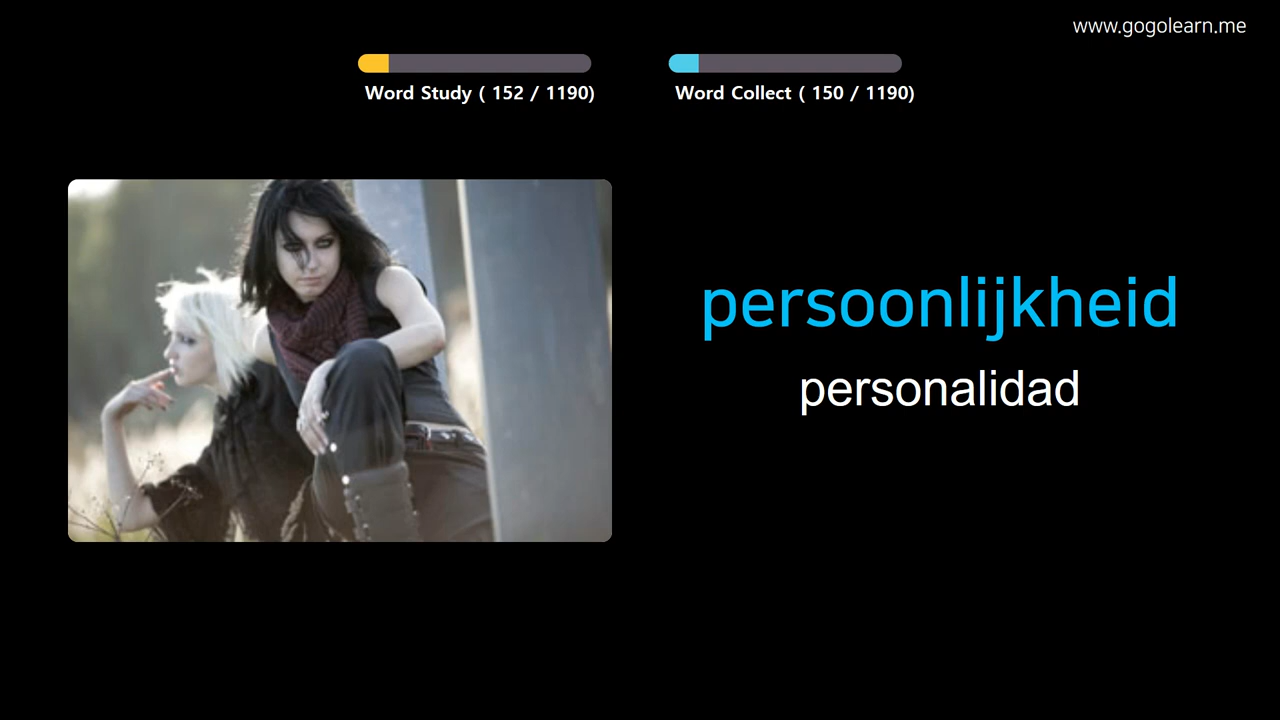 www.gogolearn.me
Word Study ( 152 / 1190)
Word Collect ( 150 / 1190)
persoonlijkheid
personalidad